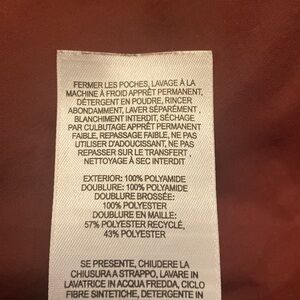 FERMER LES POCHES, LAVAGE À LA
MACHINE À FROID APPRÊT PERMANENT,
DÉTERGENT EN POUDRE, RINCER
ABONDAMMENT, LAVER SÉPARÉMENT,
BLANCHIMENT INTERDIT, SÉCHAGE
PAR CULBUTAGE APPRÊT PERMANENT
FAIBLE, REPASSAGE FAIBLE, NE PAS
UTILISER D'ADOUCISSANT, NE PAS
REPASSER SUR LE TRANSFERT,
NETTOYAGE À SEC INTERDIT
EXTERIOR: 100% POLYAMIDE
DOUBLURE: 100% POLYAMIDE
DOUBLURE BROSSÉE:
100% POLYESTER
DOUBLURE EN MAILLE:
57% POLYESTER RECYCLÉ,
43% POLYESTER
SE PRESENTE, CHIUDERE LA
CHIUSURA A STRAPPO, LAVARE IN
LAVATRICE IN ACQUA FREDDA, CICLO
FIBRE SINTETICHE, DETERGENTE IN